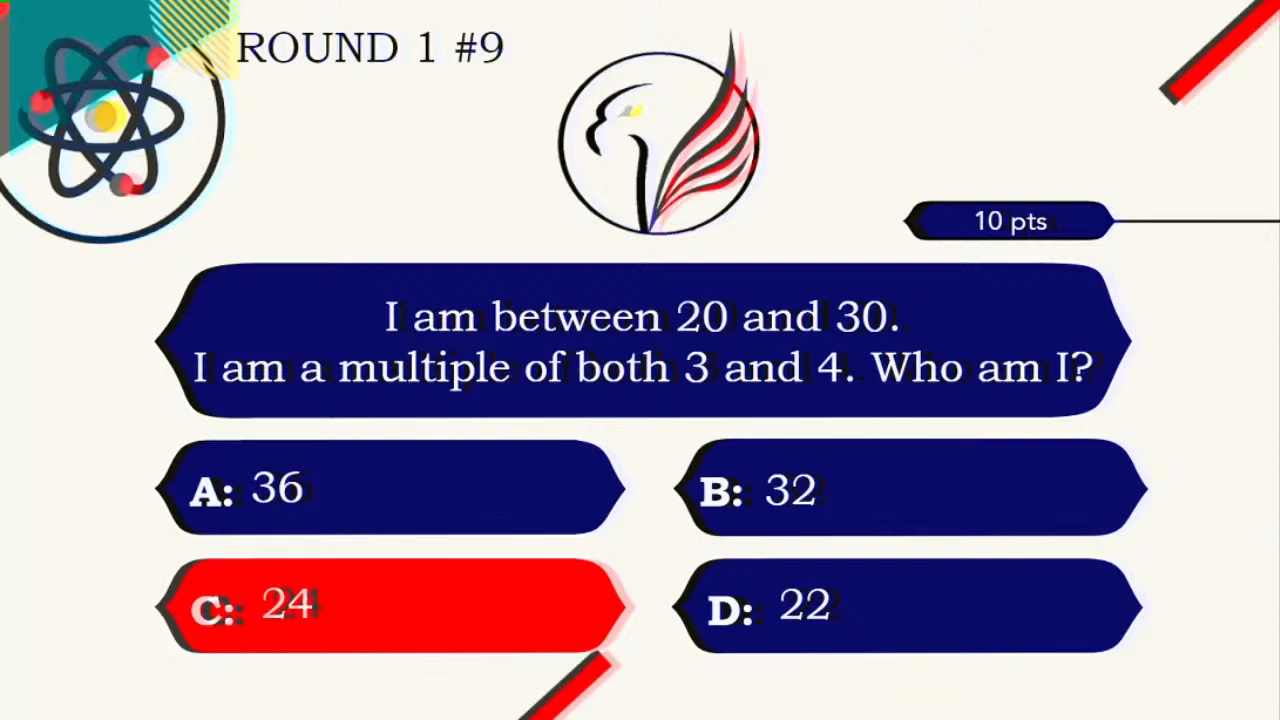 ROUND 1 #9
10 pts
I am between 20 and 30.
I am a multiple of both 3 and 4. Who am I?
A: 36
B: 32
C: 24
D: 22